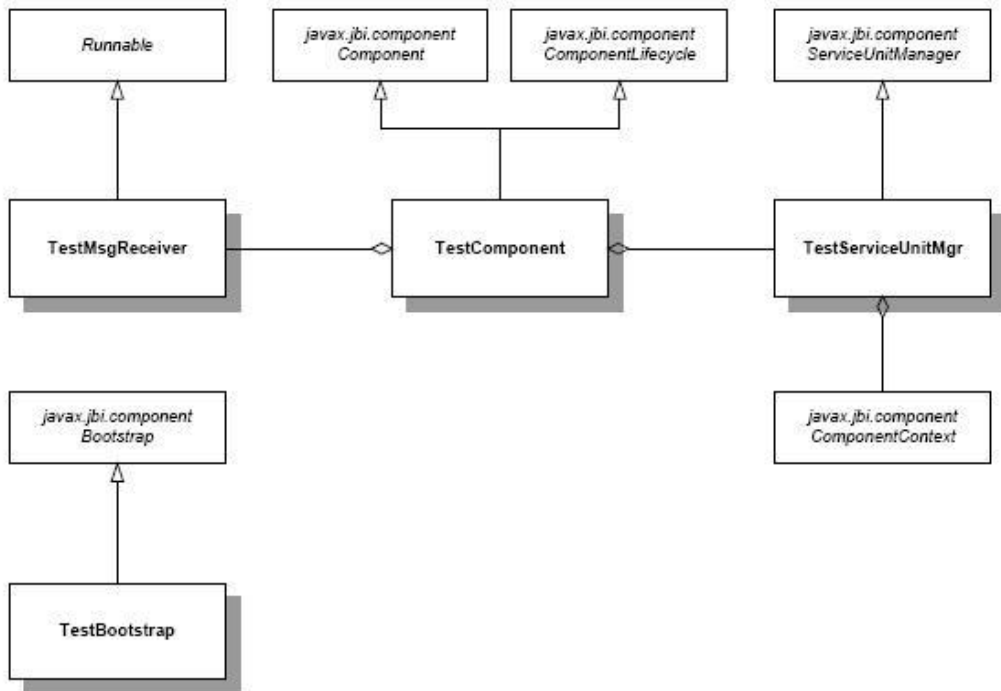 Runnable
javax.jbi.component
Component
javax.jbi.component
ComponentLifecycle
javax.jbi.component
ServiceUnitManager
TestMsgReceiver
TestComponent
TestServiceUnitMgr
javax.jbi.component
Bootstrap
javax.jbi.component
ComponentContext
TestBootstrap